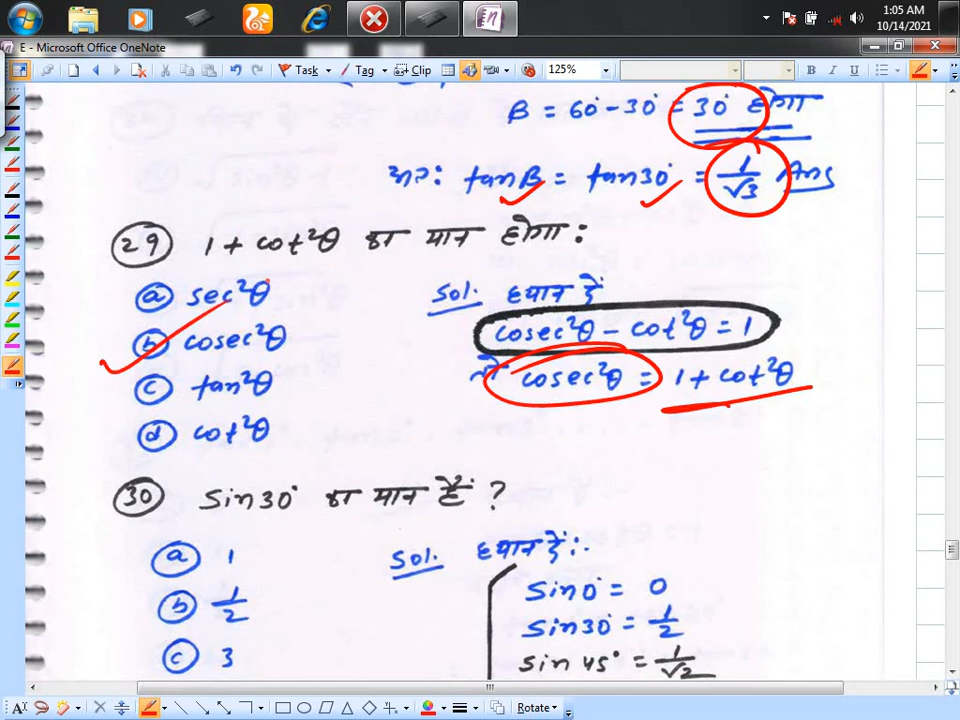 1:05 AM
10/14/2021
E - Microsoft Office OneNote
Task Tag Clip 125% B I U
β = 60° - 30° = 30° होगा
अतः tanβ = tan30° = 1/√3 Ans
29 1 + cot²θ का मान होगा:
a sec²θ
b cosec²θ
c tan²θ
d cot²θ
Sol. ध्यान दें
cosec²θ - cot²θ = 1
तो cosec²θ = 1 + cot²θ
30 Sin30° का मान है ?
a 1
b 1/2
c 3
Sol. ध्यान दें:
Sin0° = 0
Sin30° = 1/2
Sin45° = 1/√2
Rotate